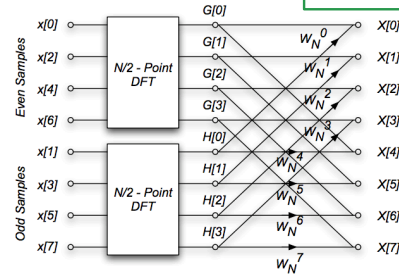 G[0]
x[0] X[0]
G[1]
W_N^0
x[2] X[1]
Even Samples
N/2 - Point
DFT
G[2]
W_N^1
x[4] X[2]
G[3]
W_N^2
x[6] X[3]
H[0]
W_N^3
x[1] X[4]
H[1]
W_N^4
Odd Samples
N/2 - Point
DFT
x[3] X[5]
H[2]
W_N^5
x[5] X[6]
H[3]
W_N^6
x[7] X[7]
W_N^7